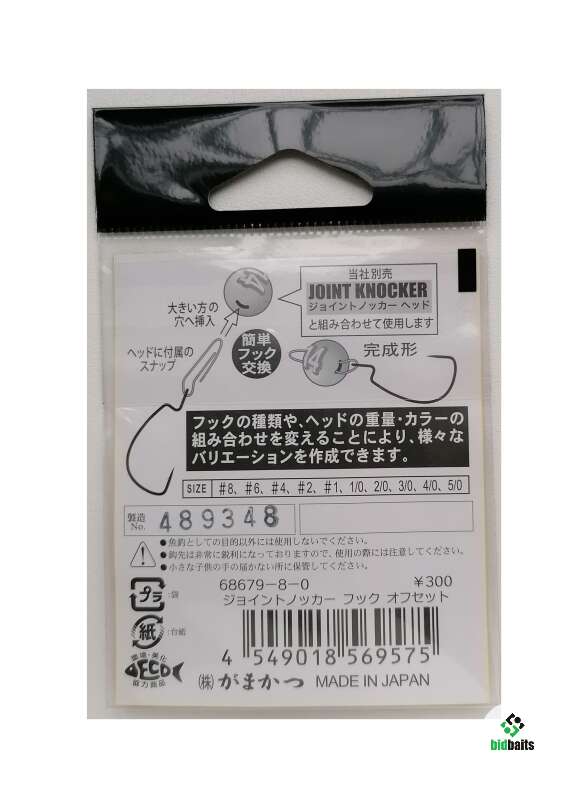 大きい方の
穴へ挿入
当社別売
JOINT KNOCKER
ジョイントノッカー ヘッド
と組み合わせて使用します
ヘッドに付属の
スナップ
簡単
フック
交換
4
完成形
フックの種類や、ヘッドの重量・カラーの
組み合わせを変えることにより、様々な
バリエーションを作成できます。
SIZE #8、#6、#4、#2、#1、1/0、2/0、3/0、4/0、5/0
製造
No. 489348
●魚釣としての目的以外には使用しないでください。
●鈎先は非常に鋭利になっておりますので、使用の際には注意してください。
●小さな子供の手の届かない所に保管してください。
68679-8-0 ¥300
ジョイントノッカー フック オフセット
プラ :袋
紙 :台紙
4 549018 569575
環境・美化
ECO
協力商品
(株) がまかつ MADE IN JAPAN
bidbaits